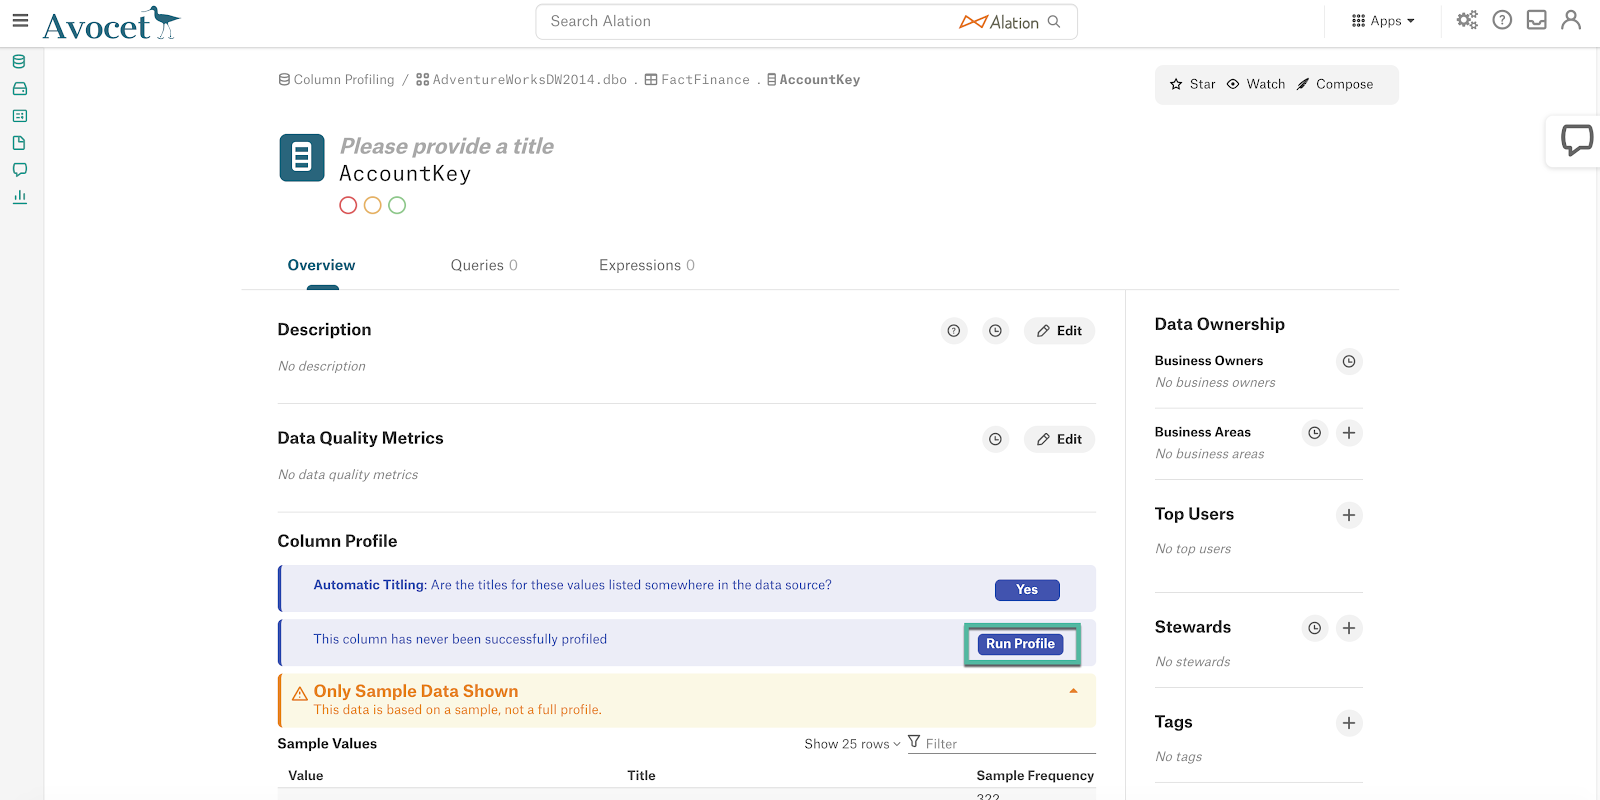 Avocet
Search Alation
Alation
Apps
Column Profiling / AdventureWorksDW2014.dbo . FactFinance . AccountKey
Star Watch Compose
Please provide a title
AccountKey
Overview
Queries 0
Expressions 0
Description
Edit
No description
Data Quality Metrics
Edit
No data quality metrics
Column Profile
Automatic Titling: Are the titles for these values listed somewhere in the data source?
Yes
This column has never been successfully profiled
Run Profile
Only Sample Data Shown
This data is based on a sample, not a full profile.
Sample Values
Show 25 rows
Filter
Value
Title
Sample Frequency
322
Data Ownership
Business Owners
No business owners
Business Areas
No business areas
Top Users
No top users
Stewards
No stewards
Tags
No tags